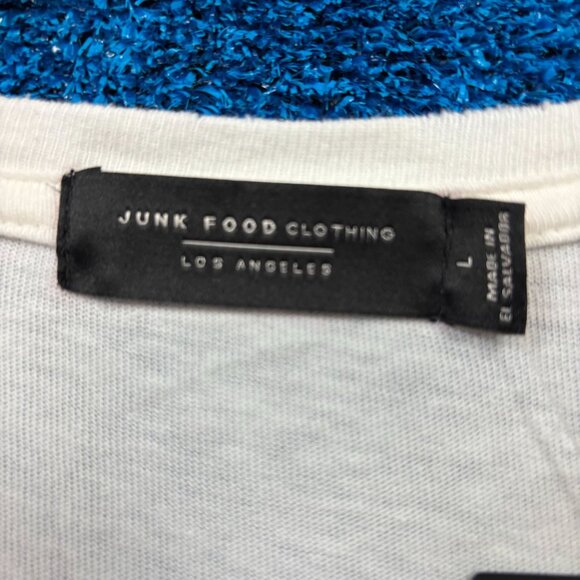 JUNK FOOD CLOTHING
LOS ANGELES
L
MADE IN
EL SALVADOR